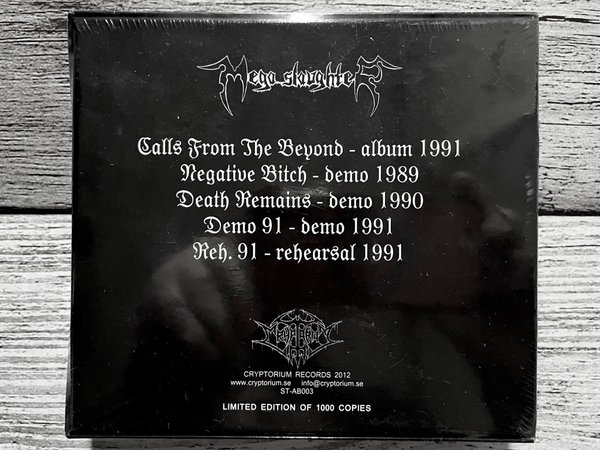 Mega slaughter
Calls From The Beyond - album 1991
Negative Bitch - demo 1989
Death Remains - demo 1990
Demo 91 - demo 1991
Reh. 91 - rehearsal 1991
CRYPTORIUM RECORDS 2012
www.cryptorium.se info@cryptorium.se
ST-AB003
LIMITED EDITION OF 1000 COPIES